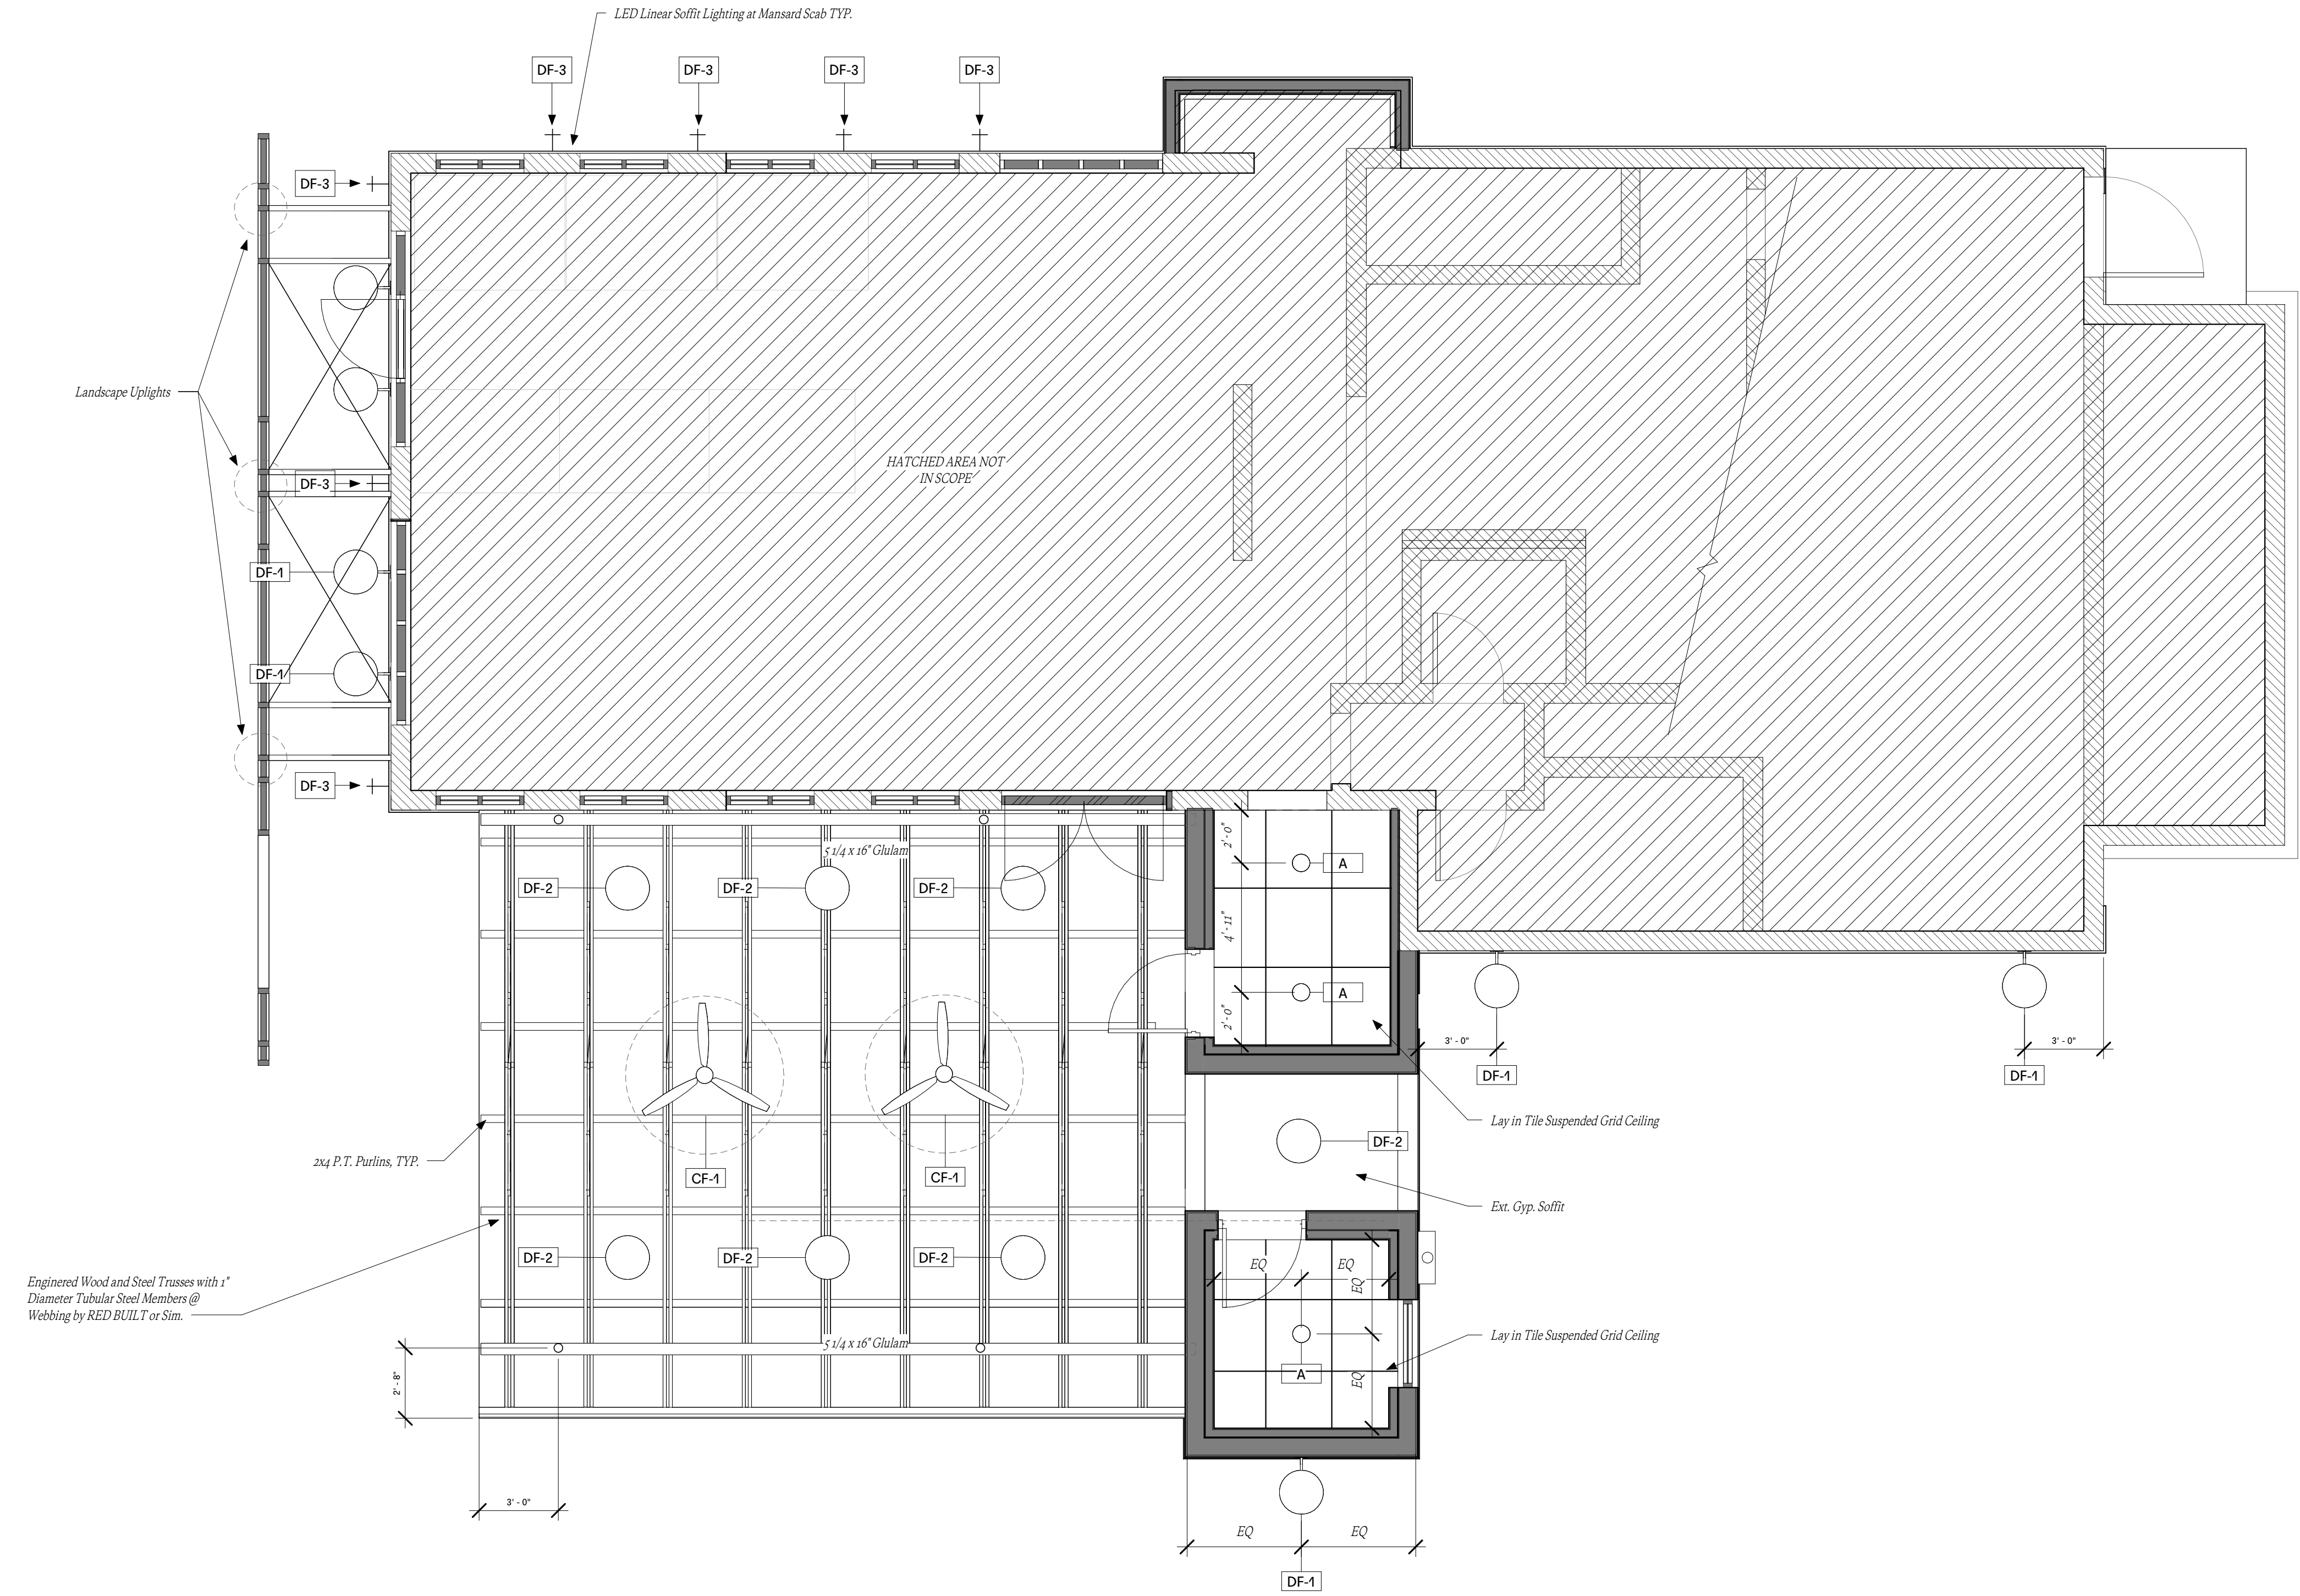 LED Linear Soffit Lighting at Mansard Scab TYP.
DF-3
DF-3
DF-3
DF-3
DF-3
Landscape Uplights
HATCHED AREA NOT
IN SCOPE
DF-3
DF-1
DF-1
DF-3
5 1/4 x 16" Glulam
2' - 0"
A
DF-2
DF-2
DF-2
4' - 11"
A
2' - 0"
3' - 0"
3' - 0"
DF-1
DF-1
Lay in Tile Suspended Grid Ceiling
DF-2
2x4 P.T. Purlins, TYP.
CF-1
CF-1
Ext. Gyp. Soffit
DF-2
DF-2
DF-2
EQ
EQ
EQ
Enginered Wood and Steel Trusses with 1"
Diameter Tubular Steel Members @
Webbing by RED BUILT or Sim.
5 1/4 x 16" Glulam
Lay in Tile Suspended Grid Ceiling
A
EQ
2' - 8"
3' - 0"
EQ
EQ
DF-1